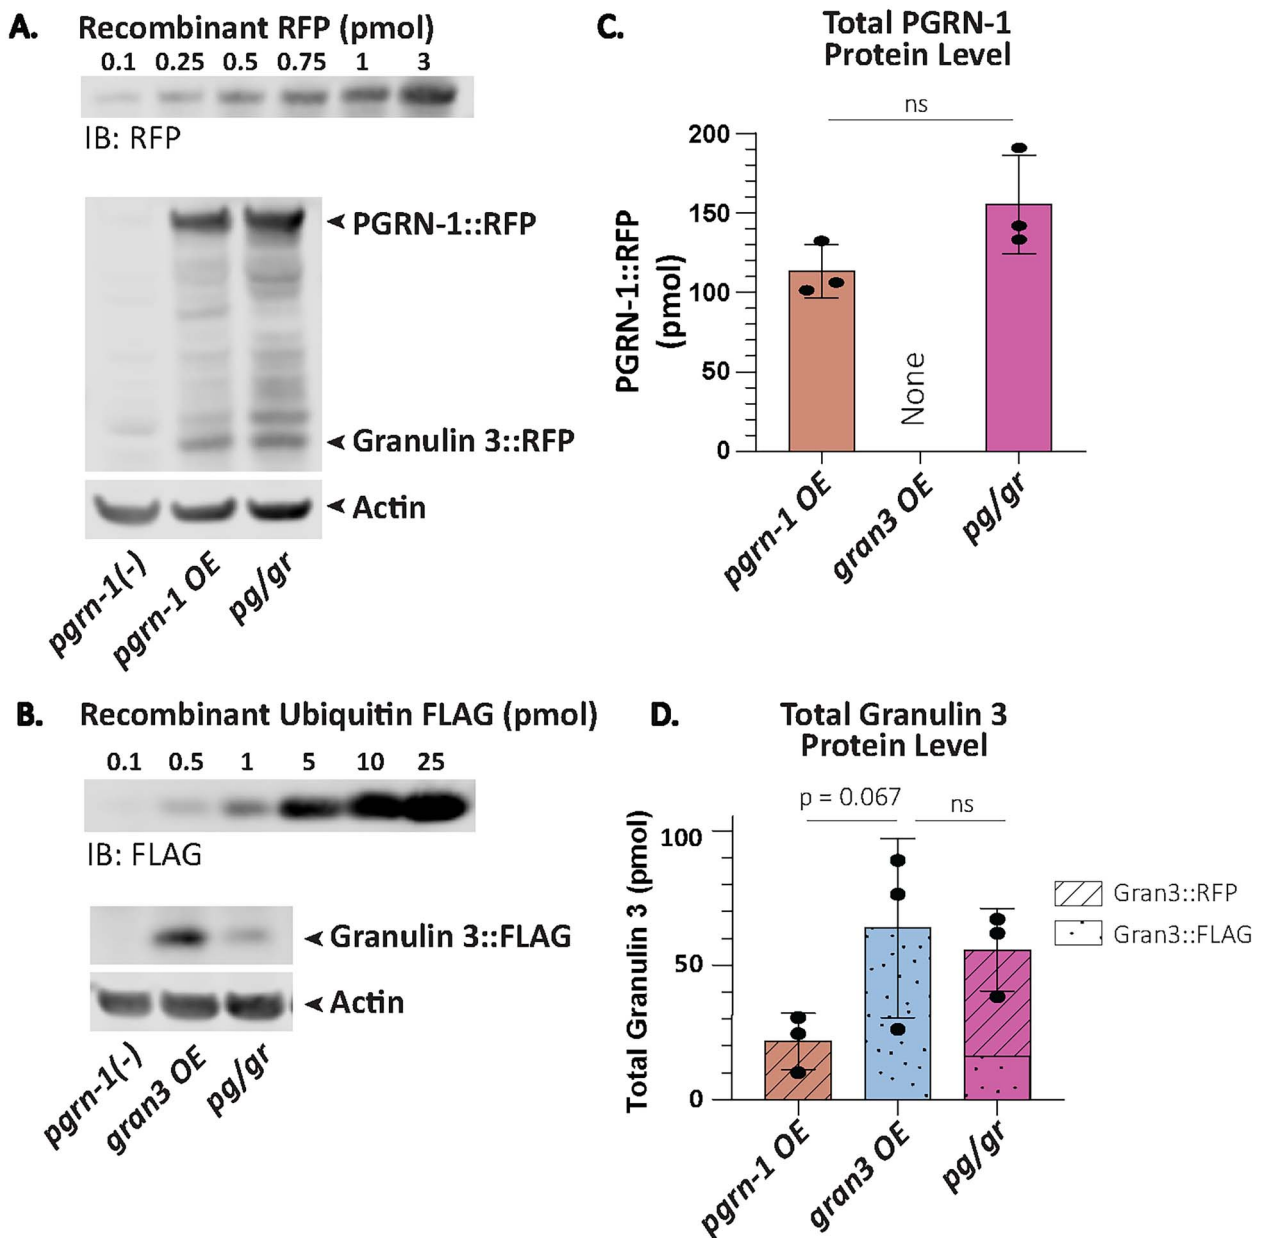 A.
Recombinant RFP (pmol)
0.1 0.25 0.5 0.75 1 3
IB: RFP
PGRN-1::RFP
Granulin 3::RFP
Actin
pgrn-1(-)
pgrn-1 OE
pg/gr
B.
Recombinant Ubiquitin FLAG (pmol)
0.1 0.5 1 5 10 25
IB: FLAG
Granulin 3::FLAG
Actin
pgrn-1(-)
gran3 OE
pg/gr
C.
Total PGRN-1
Protein Level
ns
PGRN-1::RFP
(pmol)
200
150
100
50
0
None
pgrn-1 OE
gran3 OE
pg/gr
D.
Total Granulin 3
Protein Level
p = 0.067
ns
Total Granulin 3 (pmol)
100
50
0
Gran3::RFP
Gran3::FLAG
pgrn-1 OE
gran3 OE
pg/gr